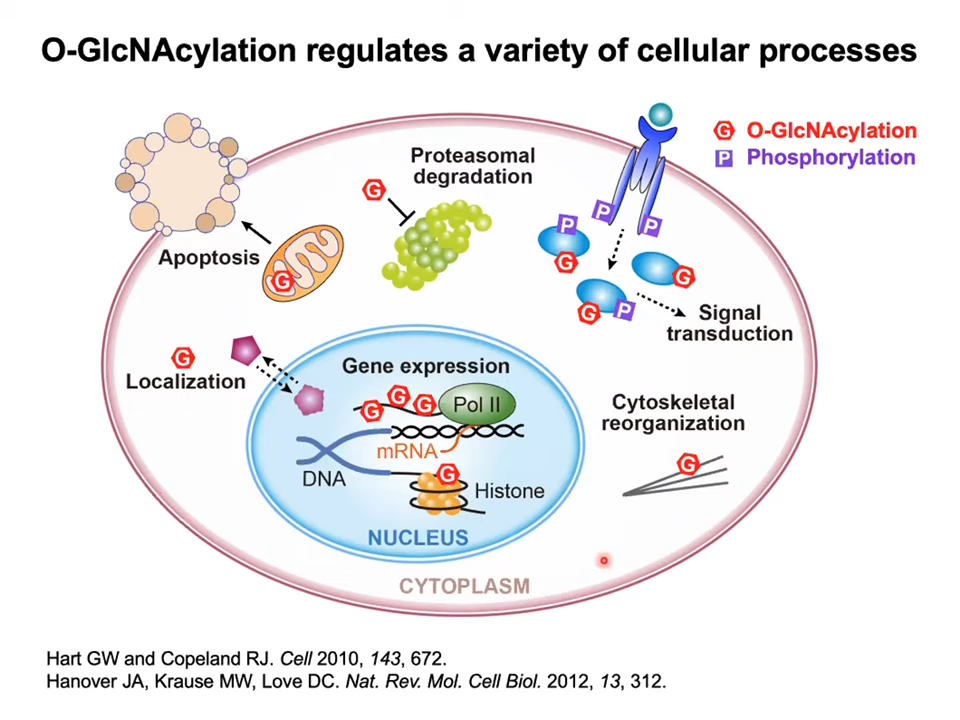 O-GlcNAcylation regulates a variety of cellular processes
G O-GlcNAcylation
P Phosphorylation
Proteasomal
degradation
G
P
P
P
G
G
G
P
Apoptosis
G
Signal
transduction
G
Localization
Gene expression
G
G
G
Pol II
mRNA
DNA
G
Histone
NUCLEUS
Cytoskeletal
reorganization
G
CYTOPLASM
Hart GW and Copeland RJ. Cell 2010, 143, 672.
Hanover JA, Krause MW, Love DC. Nat. Rev. Mol. Cell Biol. 2012, 13, 312.